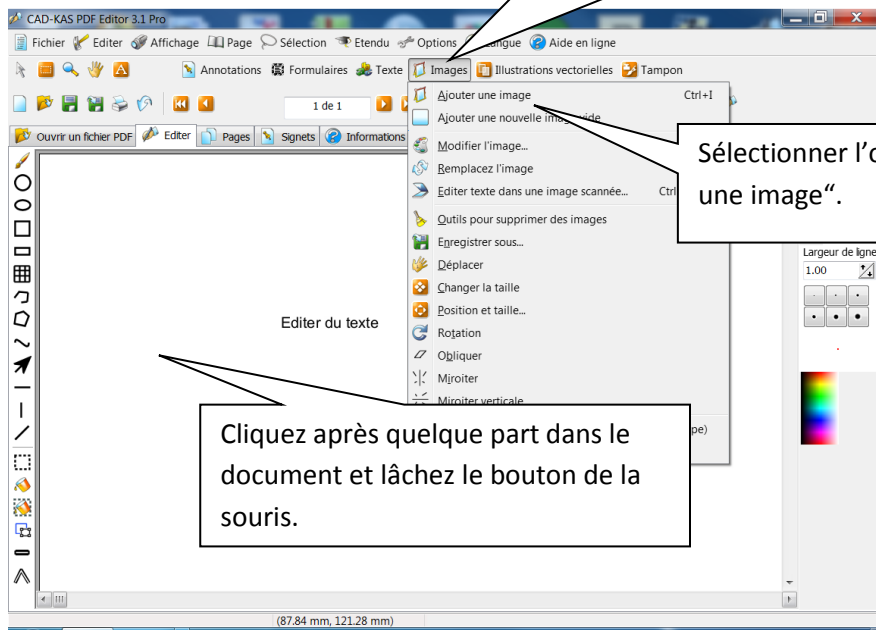 CAD-KAS PDF Editor 3.1 Pro
Fichier Editer Affichage Page Sélection Etendu Options Langue Aide en ligne
Annotations Formulaires Texte Images Illustrations vectorielles Tampon
1 de 1
Ouvrir un fichier PDF Editer Pages Signets Informations
Ajouter une image Ctrl+I
Ajouter une nouvelle image vide
Modifier l'image...
Remplacez l'image
Editer texte dans une image scannée...
Outils pour supprimer des images
Enregistrer sous...
Déplacer
Changer la taille
Position et taille...
Rotation
Obliquer
Miroiter
Miroiter verticale
Sélectionner l'
une image“.
Largeur de ligne
1.00
Editer du texte
Cliquez après quelque part dans le
document et lâchez le bouton de la
souris.
(87.84 mm, 121.28 mm)